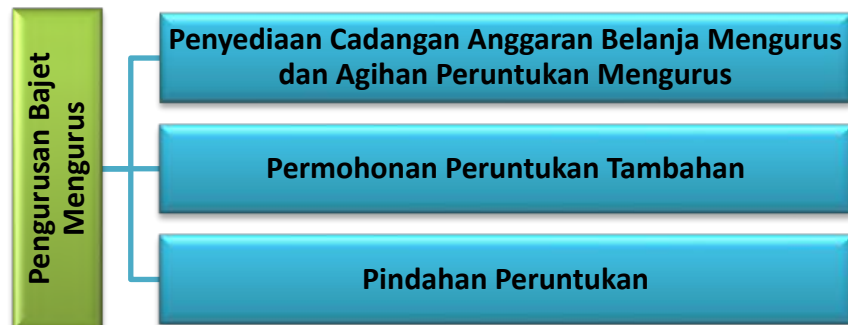 Pengurusan Bajet
Mengurus
Penyediaan Cadangan Anggaran Belanja Mengurus
dan Agihan Peruntukan Mengurus
Permohonan Peruntukan Tambahan
Pindahan Peruntukan